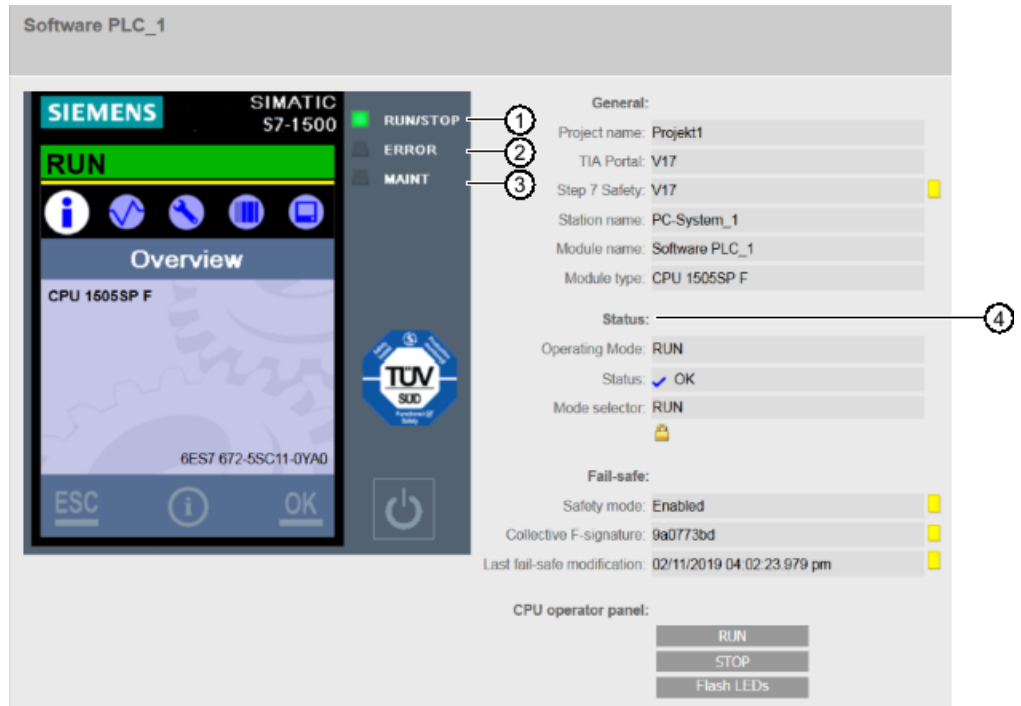 Software PLC_1
SIEMENS
SIMATIC
S7-1500
RUN
Overview
CPU 1505SP F
6ES7 672-5SC11-0YA0
ESC
i
OK
RUN/STOP
ERROR
MAINT
1
2
3
TÜV
SÜD
Functional
Safety
General:
Project name: Projekt1
TIA Portal: V17
Step 7 Safety: V17
Station name: PC-System_1
Module name: Software PLC_1
Module type: CPU 1505SP F
Status:
4
Operating Mode: RUN
Status: OK
Mode selector: RUN
Fail-safe:
Safety mode: Enabled
Collective F-signature: 9a0773bd
Last fail-safe modification: 02/11/2019 04:02:23.979 pm
CPU operator panel:
RUN
STOP
Flash LEDs